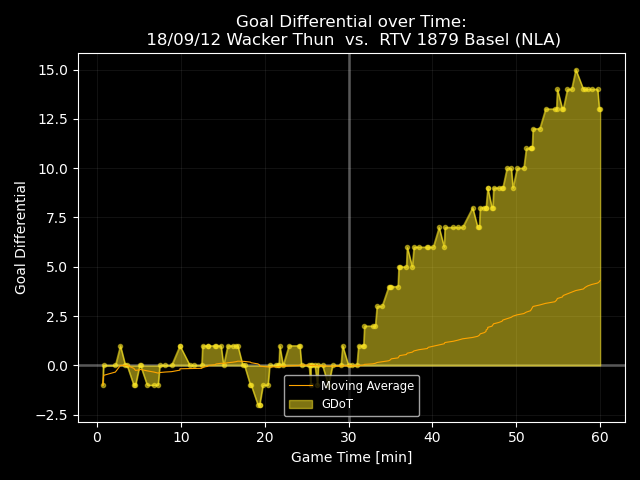 Goal Differential over Time:
18/09/12 Wacker Thun vs. RTV 1879 Basel (NLA)
15.0
12.5
10.0
7.5
5.0
2.5
0.0
−2.5
Goal Differential
Moving Average
GDoT
0 10 20 30 40 50 60
Game Time [min]